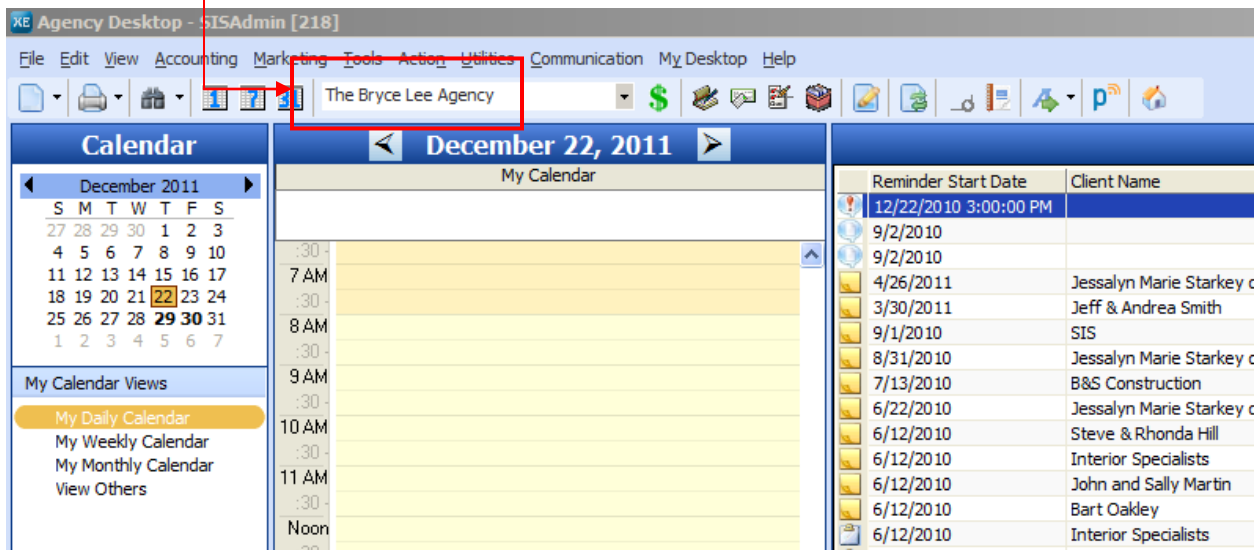 XE Agency Desktop - SISAdmin [218]
File Edit View Accounting Marketing Tools Action Utilities Communication My Desktop Help
1 7 31 The Bryce Lee Agency $ p
Calendar
December 2011
S M T W T F S
27 28 29 30 1 2 3
4 5 6 7 8 9 10
11 12 13 14 15 16 17
18 19 20 21 22 23 24
25 26 27 28 29 30 31
1 2 3 4 5 6 7
My Calendar Views
My Daily Calendar
My Weekly Calendar
My Monthly Calendar
View Others
December 22, 2011
My Calendar
:30
7 AM
:30
8 AM
:30
9 AM
:30
10 AM
:30
11 AM
:30
Noon
Reminder Start Date Client Name
12/22/2010 3:00:00 PM
9/2/2010
9/2/2010
4/26/2011 Jessalyn Marie Starkey
3/30/2011 Jeff & Andrea Smith
9/1/2010 SIS
8/31/2010 Jessalyn Marie Starkey
7/13/2010 B&S Construction
6/22/2010 Jessalyn Marie Starkey
6/12/2010 Steve & Rhonda Hill
6/12/2010 Interior Specialists
6/12/2010 John and Sally Martin
6/12/2010 Bart Oakley
6/12/2010 Interior Specialists